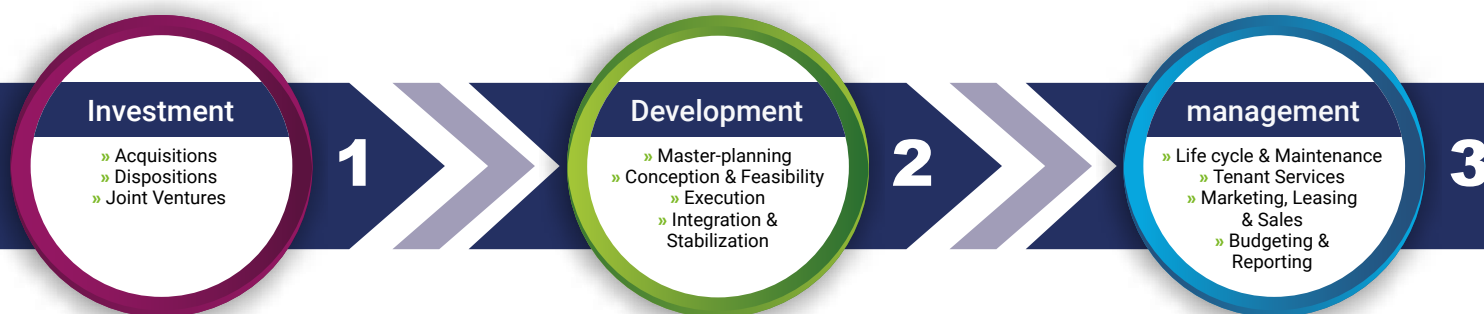 Investment
» Acquisitions
» Dispositions
» Joint Ventures
1
Development
» Master-planning
» Conception & Feasibility
» Execution
» Integration &
Stabilization
2
management
» Life cycle & Maintenance
» Tenant Services
» Marketing, Leasing
& Sales
» Budgeting &
Reporting
3